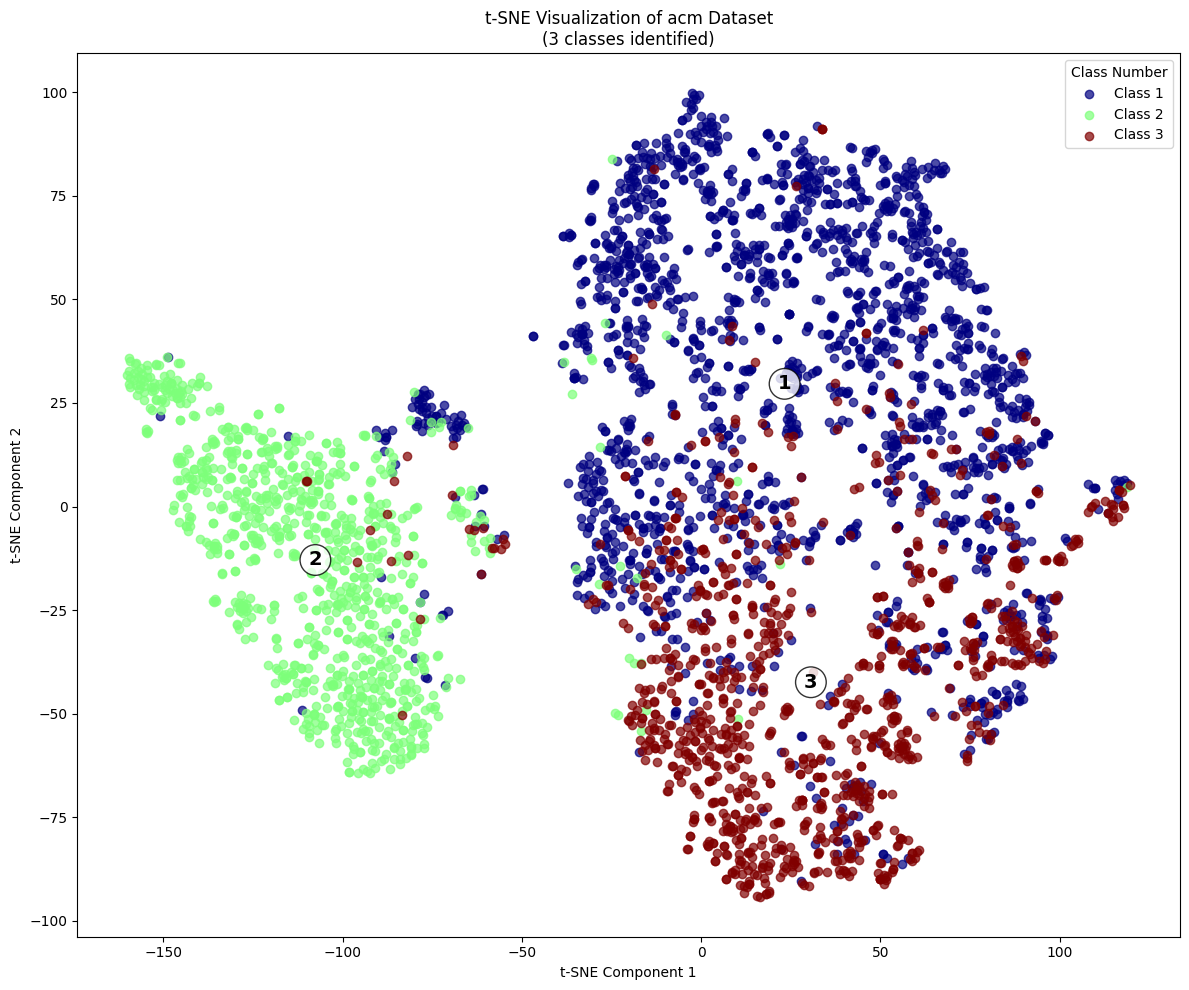 t-SNE Visualization of acm Dataset
(3 classes identified)
Class Number
Class 1
Class 2
Class 3
100
75
50
25
0
−25
−50
−75
−100
t-SNE Component 2
1
2
3
−150
−100
−50
0
50
100
t-SNE Component 1